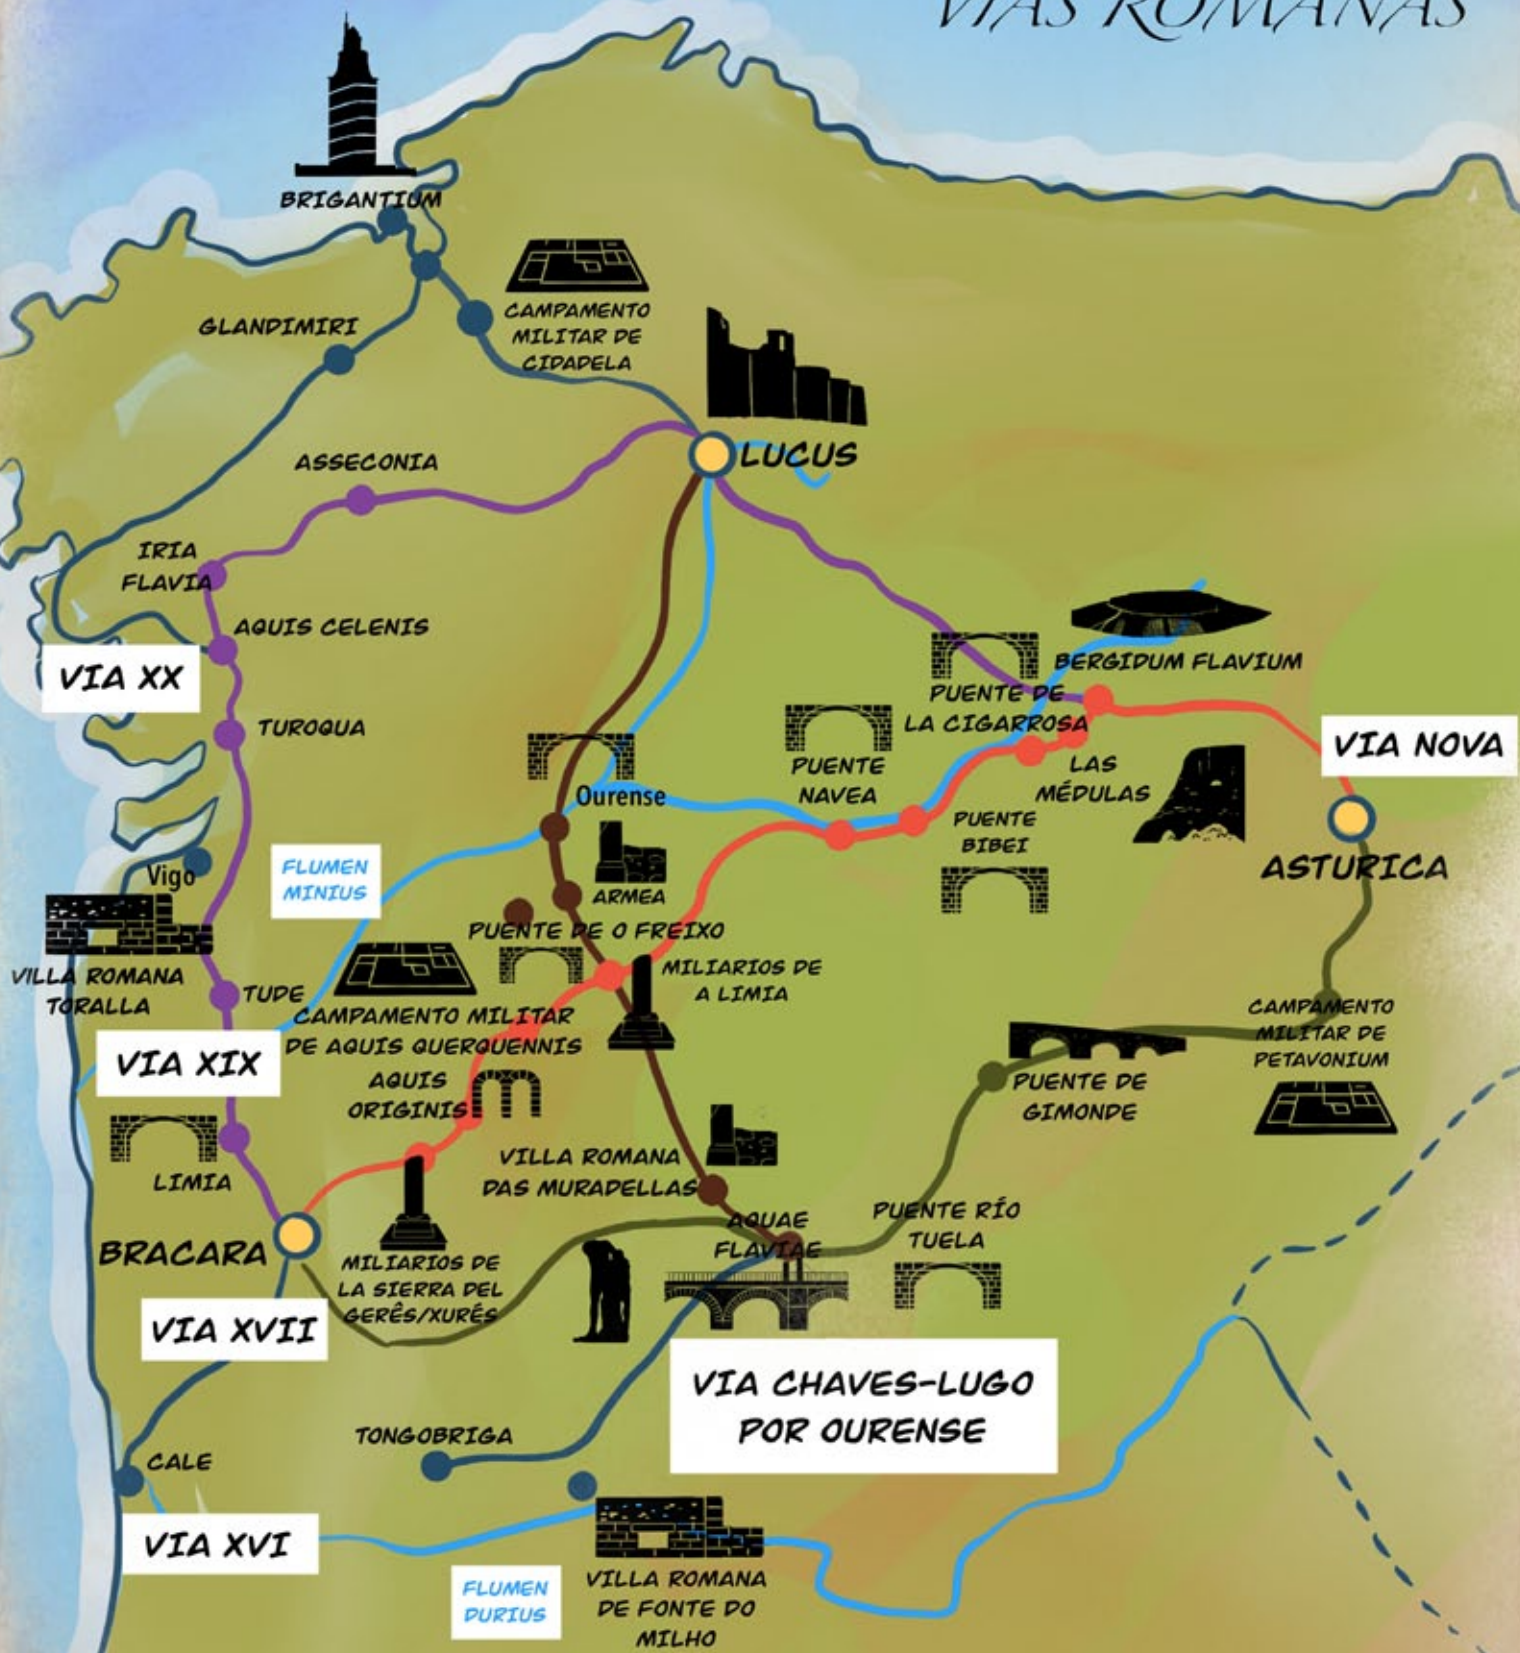 VIAS ROMANAS
BRIGANTIUM
CAMPAMENTO
MILITAR DE
CIDADELA
GLANDIMIRI
LUCUS
ASSECONIA
IRIA
FLAVIA
AQUIS CELENIS
VIA XX
BERGIDUM FLAVIUM
PUENTE DE
LA CIGARROSA
TUROQUA
VIA NOVA
PUENTE
NAVEA
LAS
MÉDULAS
Ourense
PUENTE
BIBEI
ASTURICA
Vigo
FLUMEN
MINIUS
ARMEA
PUENTE DE O FREIXO
VILLA ROMANA
TORALLA
TUDE
MILIARIOS DE
A LIMIA
CAMPAMENTO MILITAR
DE AQUIS QUERQUENNIS
CAMPAMENTO
MILITAR DE
PETAVONIUM
VIA XIX
AQUIS
ORIGINIS
PUENTE DE
GIMONDE
LIMIA
VILLA ROMANA
DAS MURADELLAS
BRACARA
AQUAE
FLAVIAE
PUENTE RÍO
TUELA
MILIARIOS DE
LA SIERRA DEL
GERÊS/XURÉS
VIA XVII
VIA CHAVES-LUGO
POR OURENSE
TONGOBRIGA
CALE
VIA XVI
FLUMEN
DURIUS
VILLA ROMANA
DE FONTE DO
MILHO